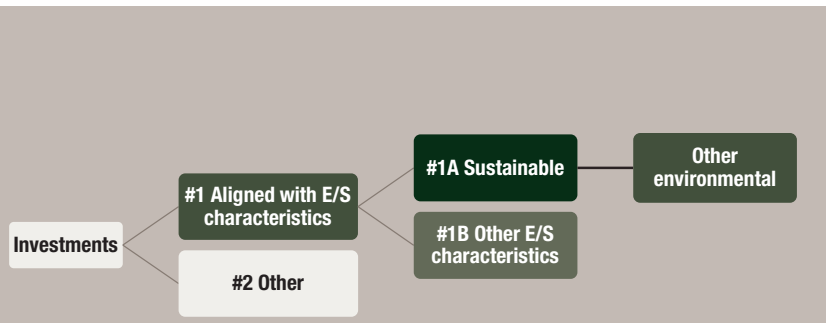 Investments
#1 Aligned with E/S
characteristics
#2 Other
#1A Sustainable
#1B Other E/S
characteristics
Other
environmental